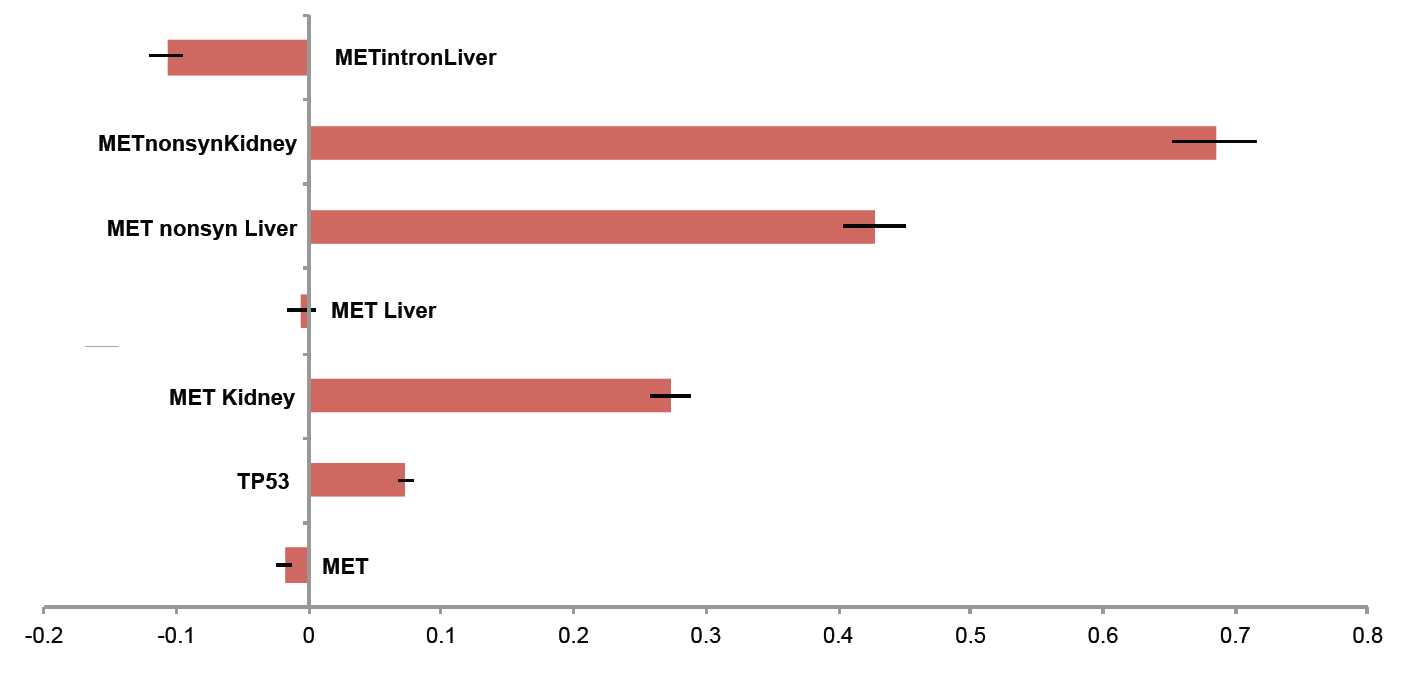 METintronLiver
METnonsynKidney
MET nonsyn Liver
MET Liver
MET Kidney
TP53
MET
-0.2 -0.1 0 0.1 0.2 0.3 0.4 0.5 0.6 0.7 0.8